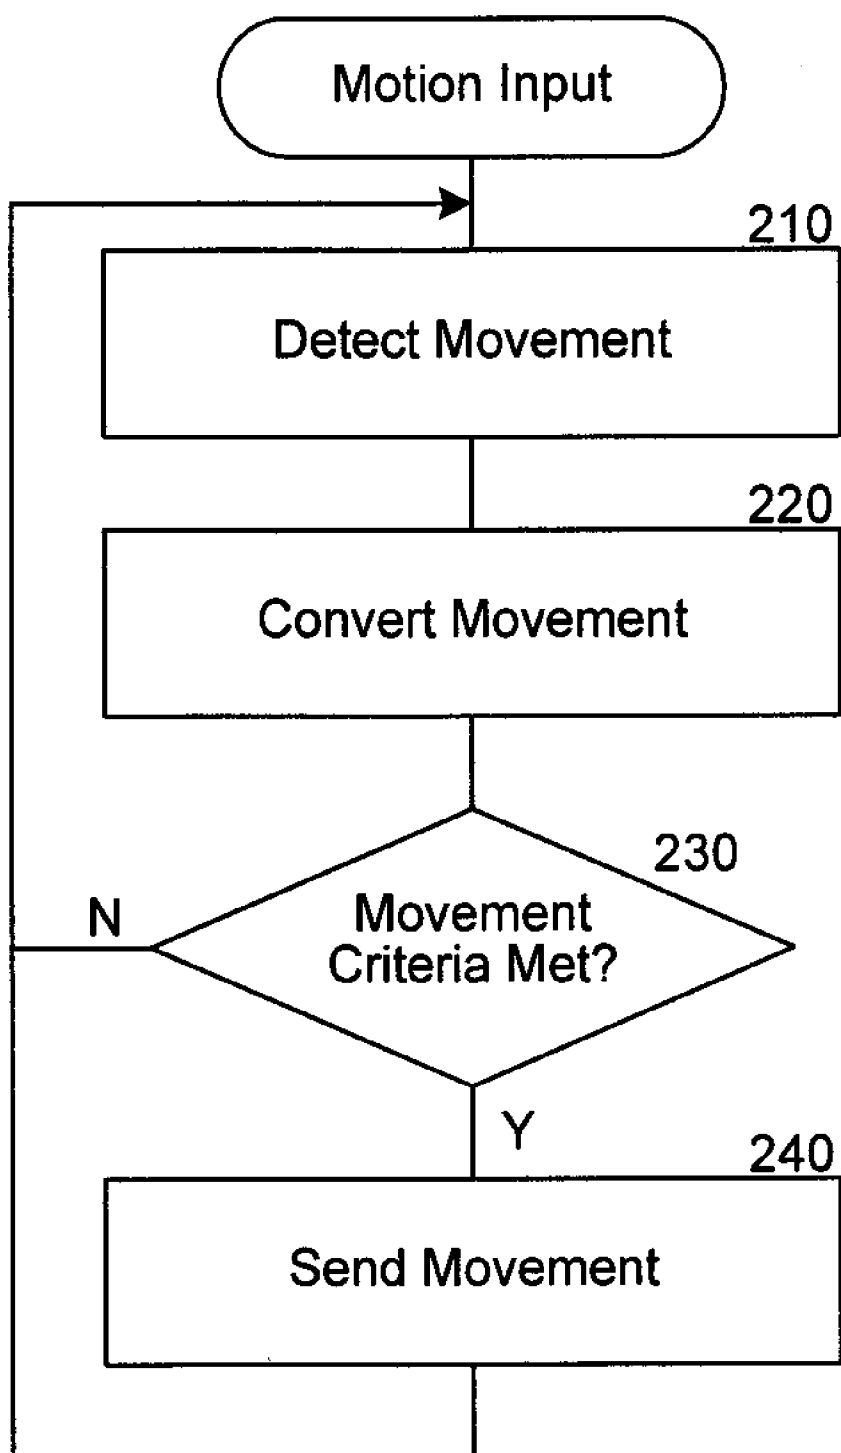 Motion Input
210
Detect Movement
220
Convert Movement
230
Movement
Criteria Met?
N
Y
240
Send Movement